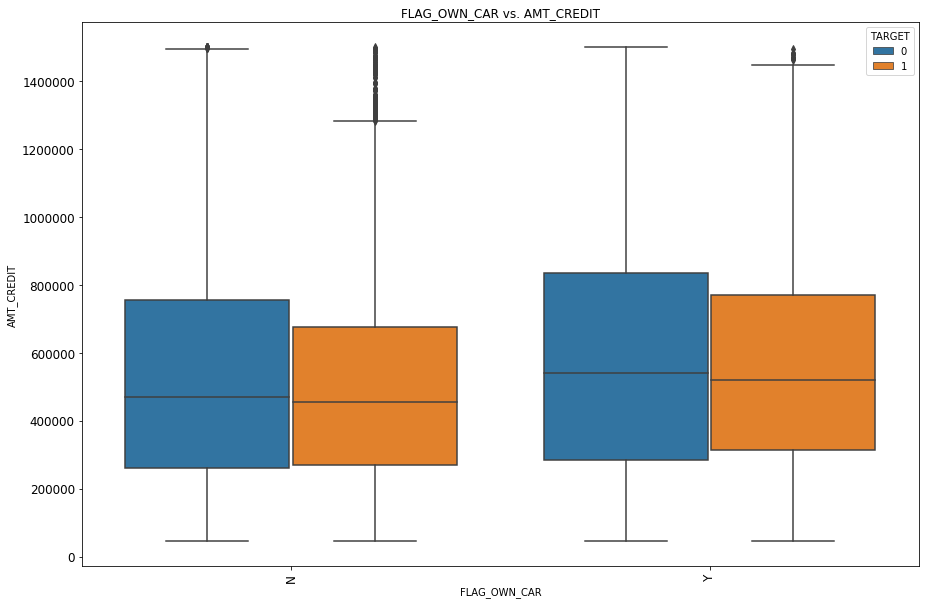 FLAG_OWN_CAR vs. AMT_CREDIT
TARGET
0
1
1400000
1200000
1000000
800000
600000
400000
200000
0
AMT_CREDIT
N
Y
FLAG_OWN_CAR